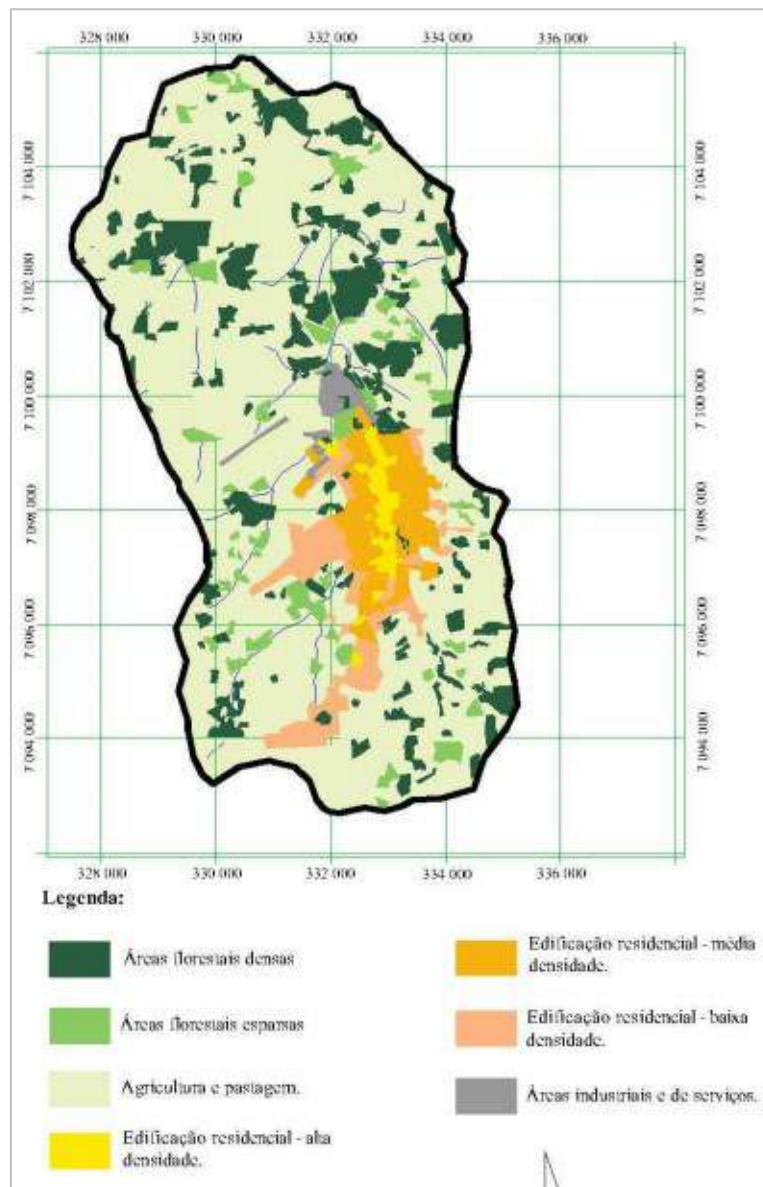 328 000 330 000 332 000 334 000 336 000
7 104 000 7 104 000
7 102 000 7 102 000
7 100 000 7 100 000
7 098 000 7 098 000
7 096 000 7 096 000
7 094 000 7 094 000
328 000 330 000 332 000 334 000 336 000
Legenda:
Áreas florestais densas
Áreas florestais esparsas
Agricultura e pastagem.
Edificação residencial - alta
densidade.
Edificação residencial - média
densidade.
Edificação residencial - baixa
densidade.
Áreas industriais e de serviços.